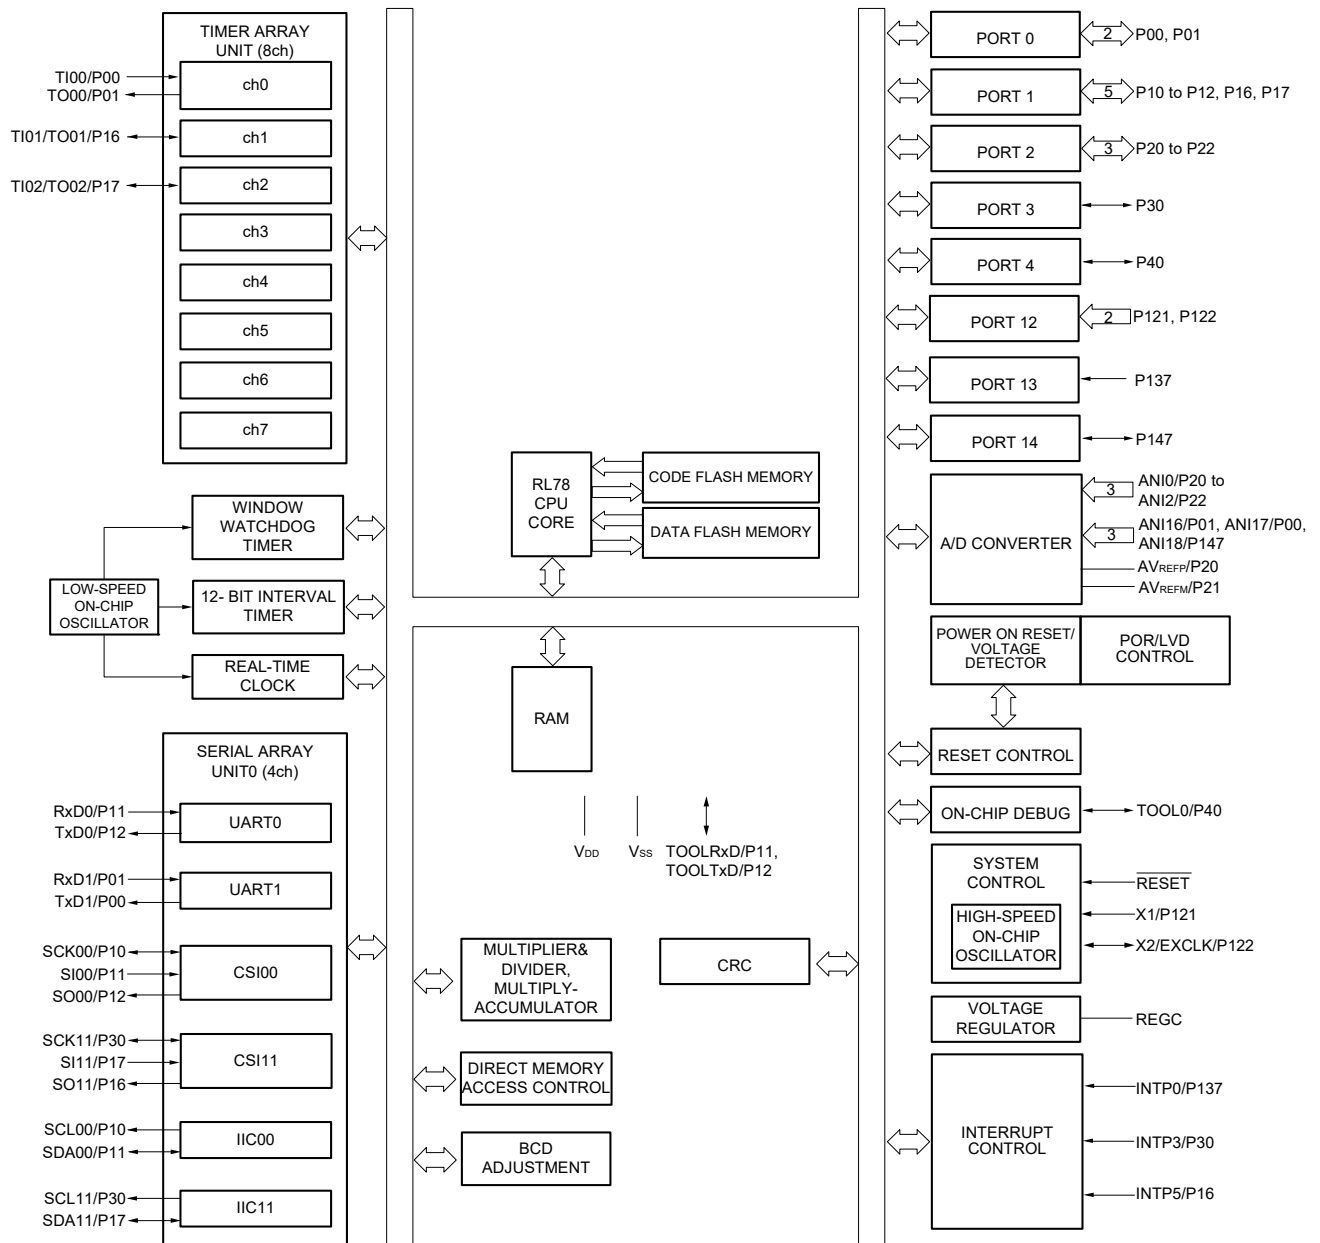 TIMER ARRAY
UNIT (8ch)
TI00/P00
TO00/P01
ch0
TI01/TO01/P16
ch1
TI02/TO02/P17
ch2
ch3
ch4
ch5
ch6
ch7
WINDOW
WATCHDOG
TIMER
LOW-SPEED
ON-CHIP
OSCILLATOR
12- BIT INTERVAL
TIMER
REAL-TIME
CLOCK
SERIAL ARRAY
UNIT0 (4ch)
RxD0/P11
TxD0/P12
UART0
RxD1/P01
TxD1/P00
UART1
SCK00/P10
SI00/P11
SO00/P12
CSI00
SCK11/P30
SI11/P17
SO11/P16
CSI11
SCL00/P10
SDA00/P11
IIC00
SCL11/P30
SDA11/P17
IIC11
RL78
CPU
CORE
CODE FLASH MEMORY
DATA FLASH MEMORY
RAM
VDD
VSS
TOOLRxD/P11,
TOOLTxD/P12
MULTIPLIER&
DIVIDER,
MULTIPLY-
ACCUMULATOR
CRC
DIRECT MEMORY
ACCESS CONTROL
BCD
ADJUSTMENT
PORT 0
2
P00, P01
PORT 1
5
P10 to P12, P16, P17
PORT 2
3
P20 to P22
PORT 3
P30
PORT 4
P40
PORT 12
2
P121, P122
PORT 13
P137
PORT 14
P147
A/D CONVERTER
3
ANI0/P20 to
ANI2/P22
3
ANI16/P01, ANI17/P00,
ANI18/P147
AVREFP/P20
AVREFM/P21
POWER ON RESET/
VOLTAGE
DETECTOR
POR/LVD
CONTROL
RESET CONTROL
ON-CHIP DEBUG
TOOL0/P40
SYSTEM
CONTROL
HIGH-SPEED
ON-CHIP
OSCILLATOR
RESET
X1/P121
X2/EXCLK/P122
VOLTAGE
REGULATOR
REGC
INTERRUPT
CONTROL
INTP0/P137
INTP3/P30
INTP5/P16